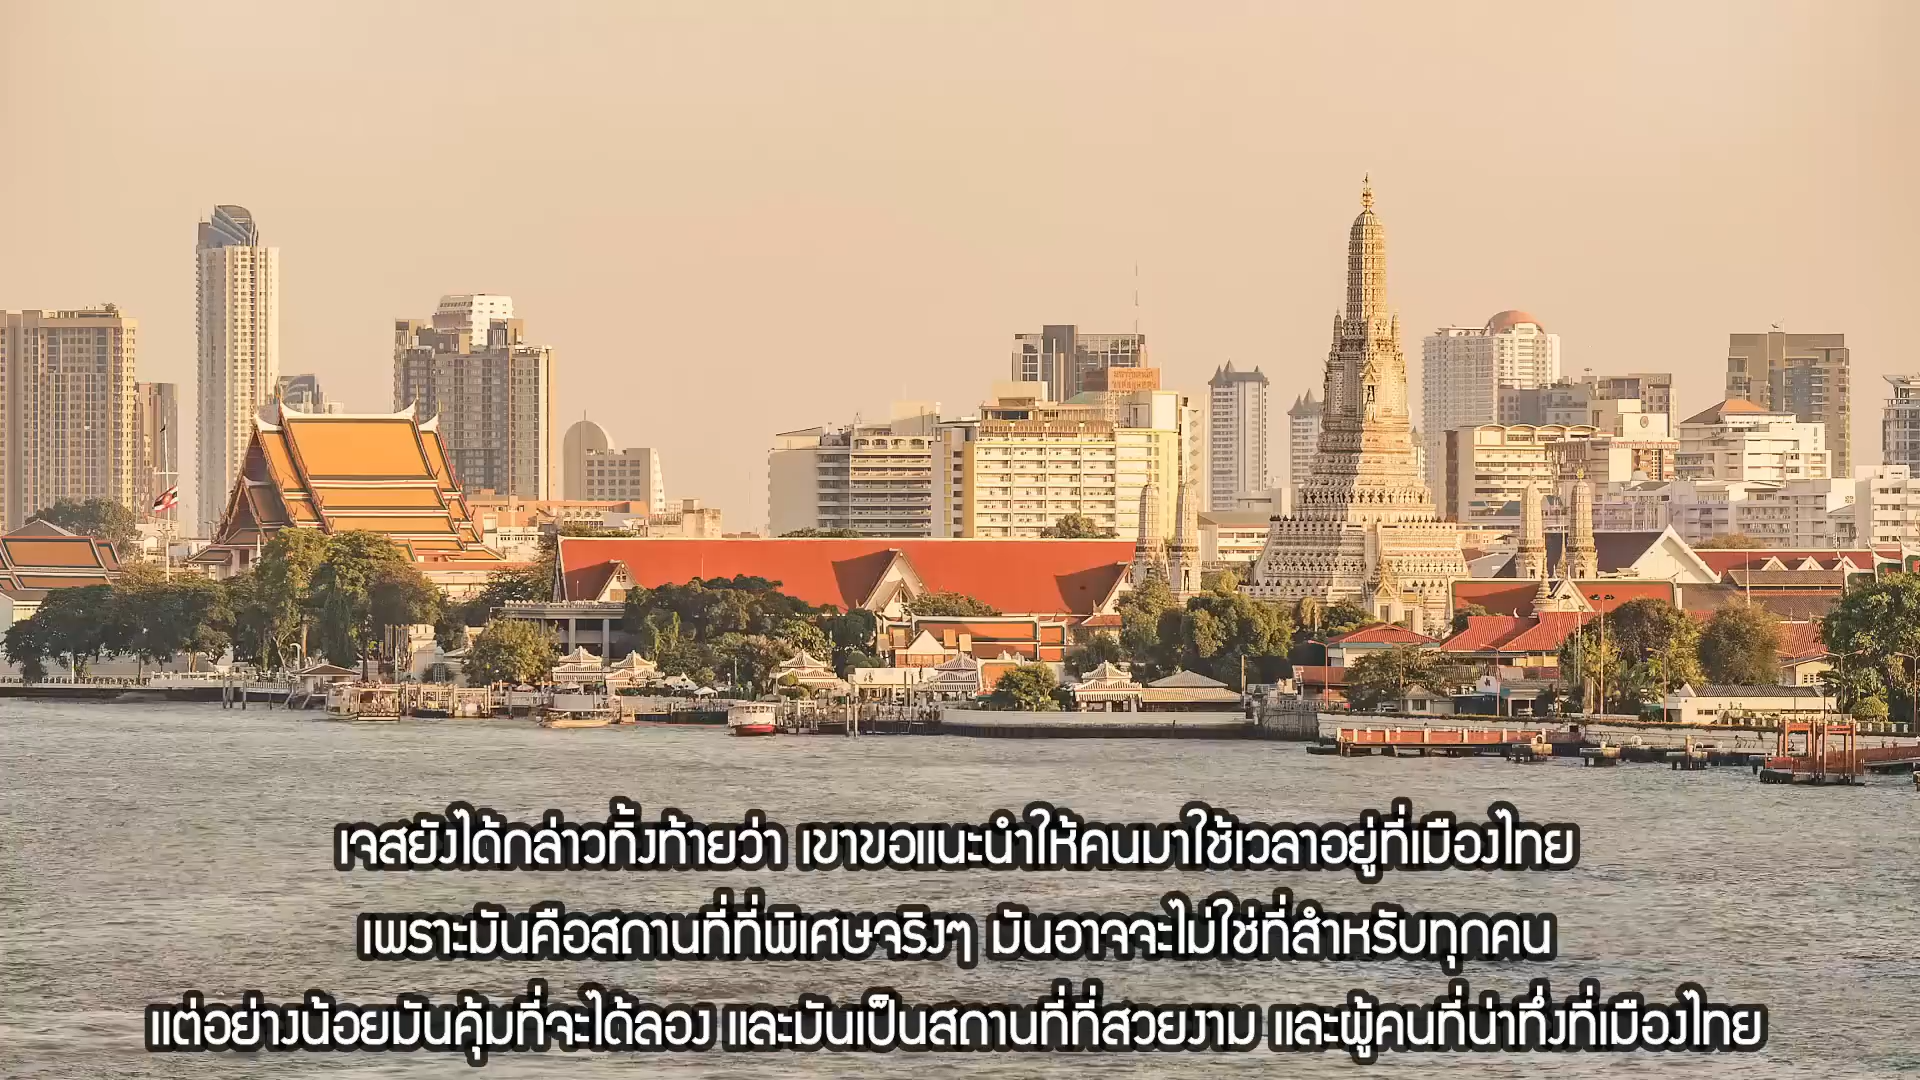 เจสยังได้กล่าวทิ้งท้ายว่า เขาขอแนะนำให้คนมาใช้เวลาอยู่ที่เมืองไทย
เพราะมันคือสถานที่ที่พิเศษจริงๆ มันอาจจะไม่ใช่ที่สำหรับทุกคน
แต่อย่างน้อยมันคุ้มที่จะได้ลอง และมันเป็นสถานที่ที่สวยงาม และผู้คนที่น่าทึ่งที่เมืองไทย